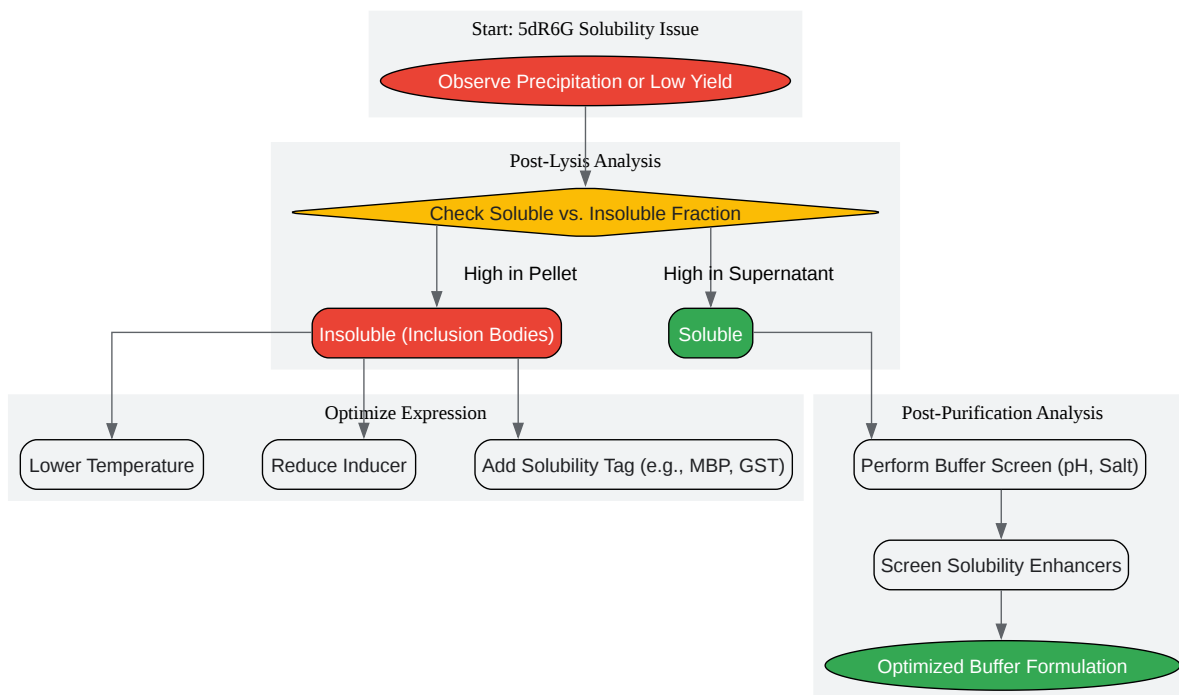 Start: 5dR6G Solubility Issue
Observe Precipitation or Low Yield
Post-Lysis Analysis
Check Soluble vs. Insoluble Fraction
High in Pellet
High in Supernatant
Insoluble (Inclusion Bodies)
Soluble
Optimize Expression
Lower Temperature
Reduce Inducer
Add Solubility Tag (e.g., MBP, GST)
Post-Purification Analysis
Perform Buffer Screen (pH, Salt)
Screen Solubility Enhancers
Optimized Buffer Formulation